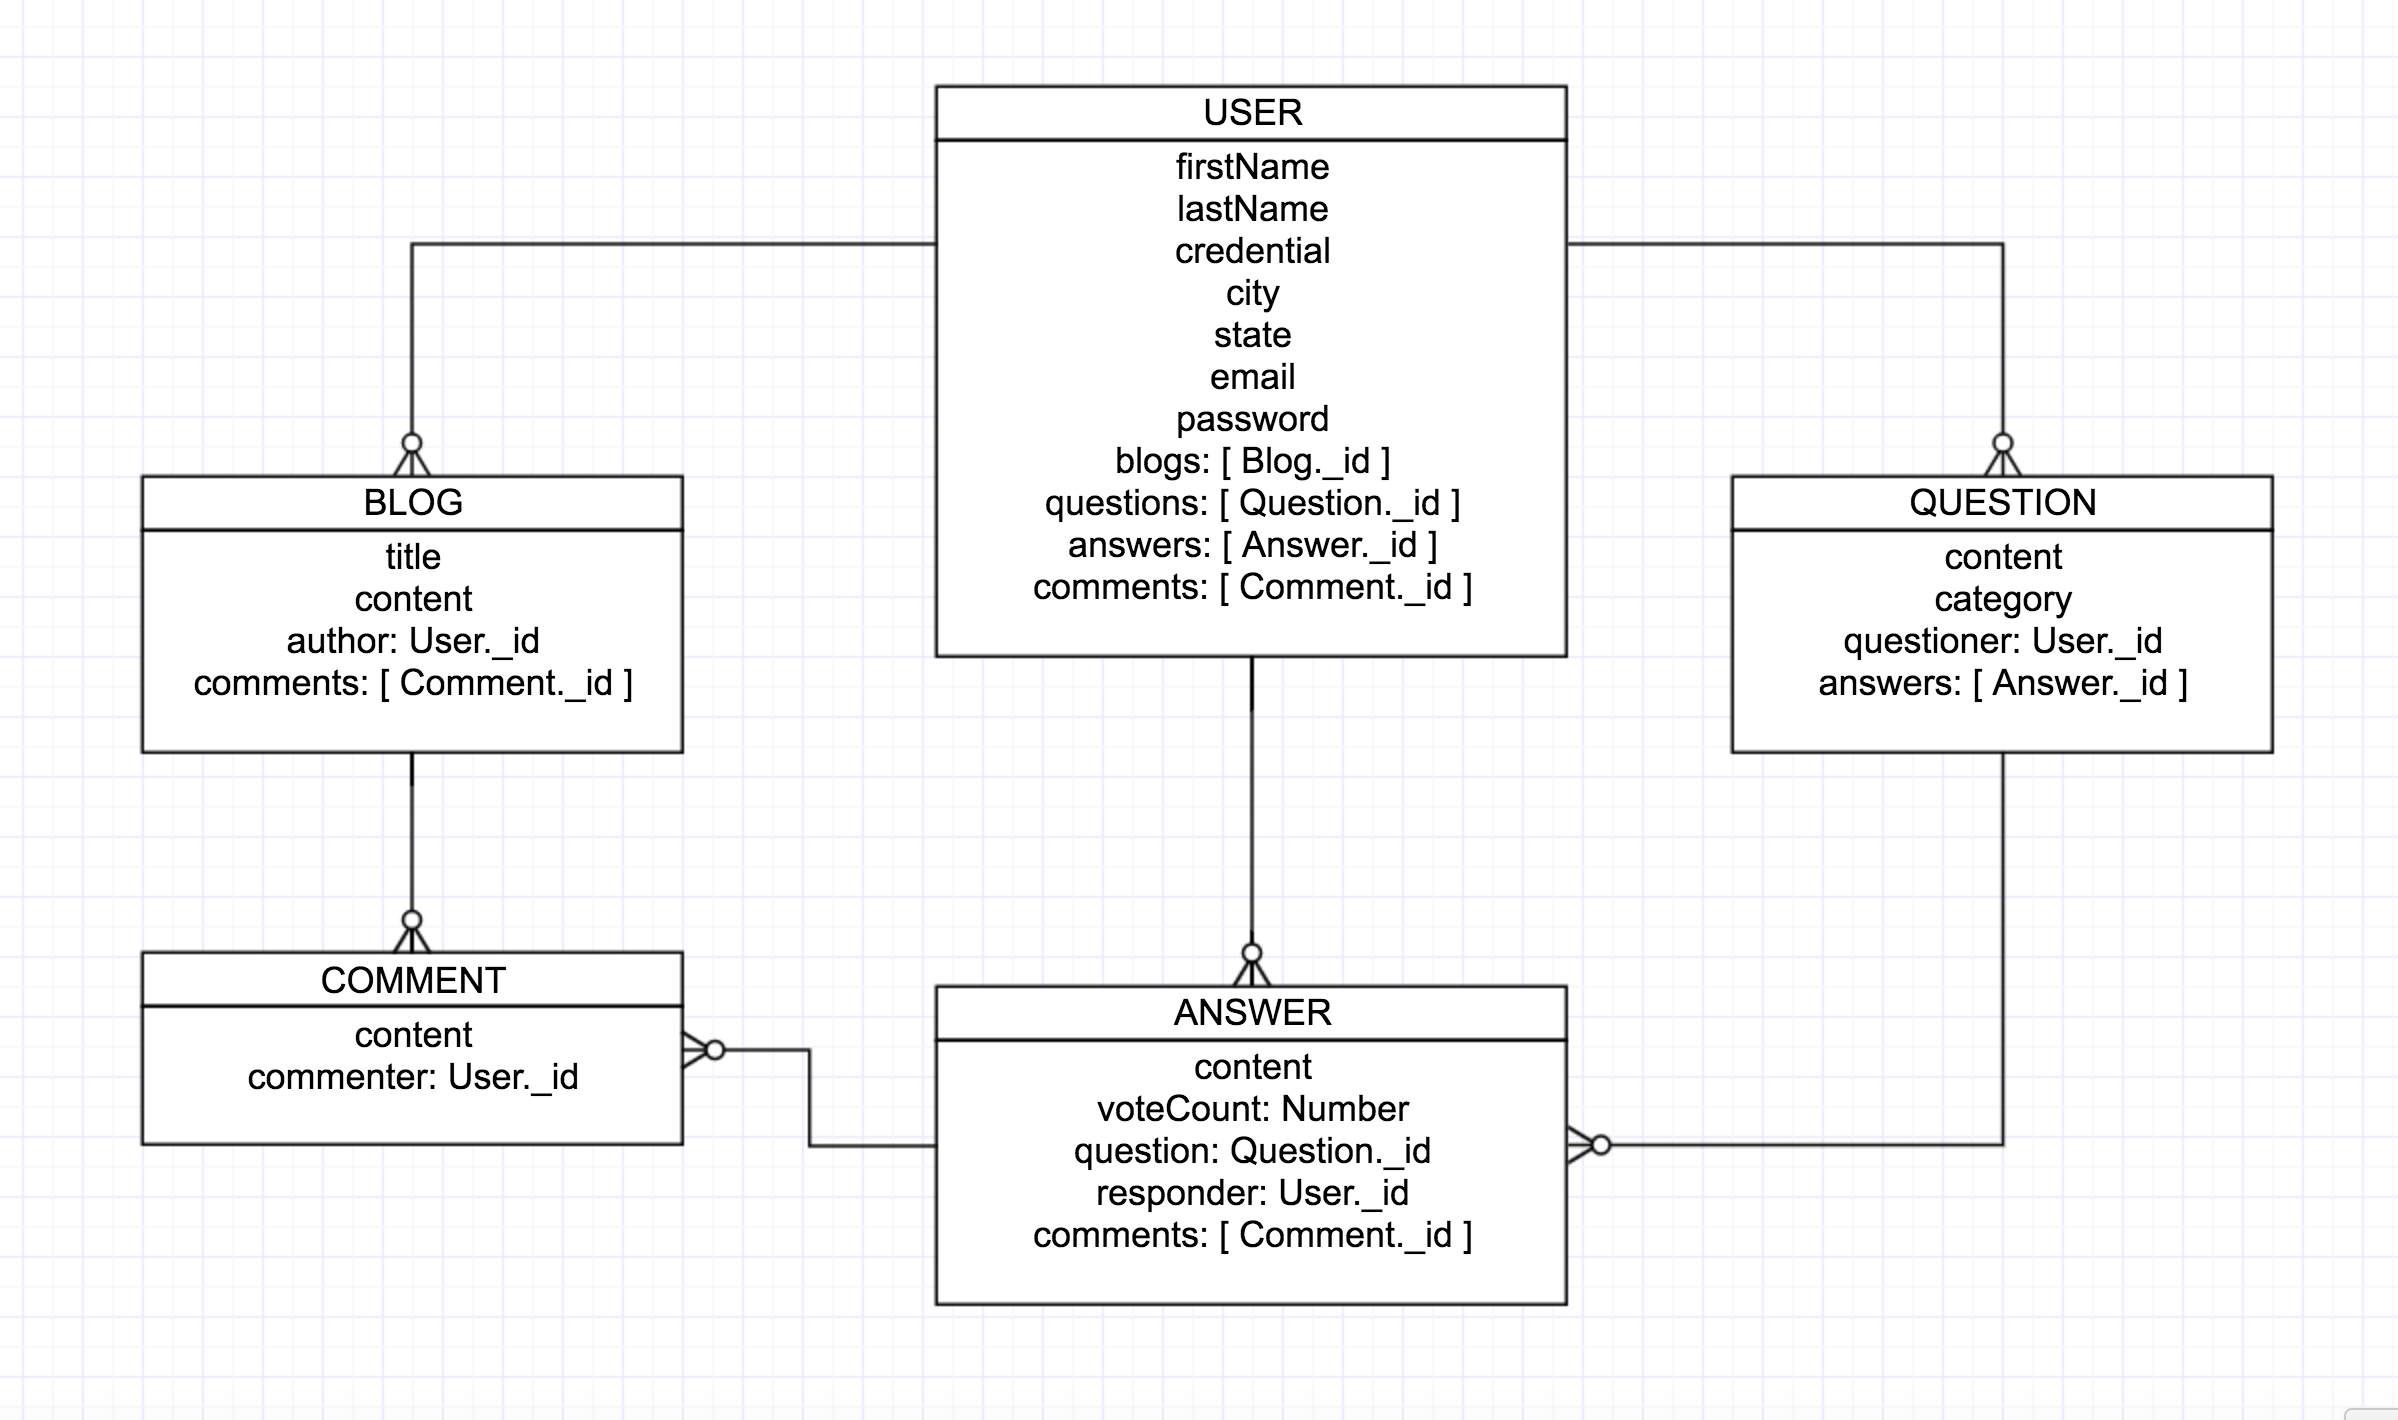 USER
firstName
lastName
credential
city
state
email
password
blogs: [ Blog._id ]
questions: [ Question._id ]
answers: [ Answer._id ]
comments: [ Comment._id ]
BLOG
title
content
author: User._id
comments: [ Comment._id ]
QUESTION
content
category
questioner: User._id
answers: [ Answer._id ]
COMMENT
content
commenter: User._id
ANSWER
content
voteCount: Number
question: Question._id
responder: User._id
comments: [ Comment._id ]